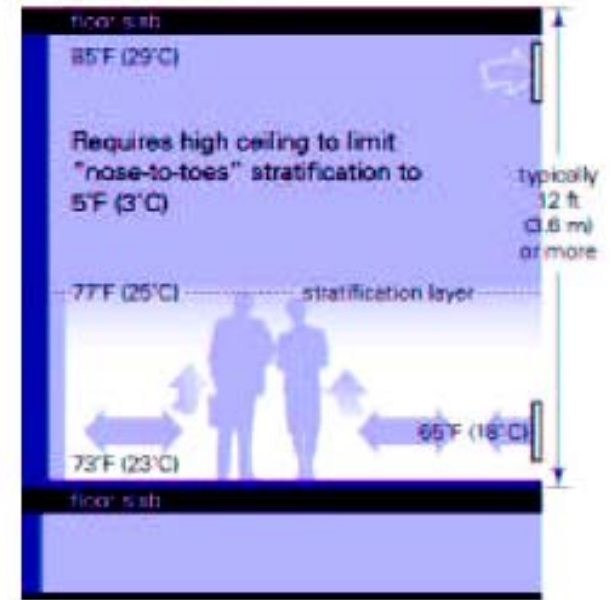 floor slab
85°F (29°C)
Requires high ceiling to limit
"nose-to-toes" stratification to
5°F (3°C)
typically
12 ft
(3.6 m)
or more
77°F (25°C)
stratification layer
65°F (18°C)
73°F (23°C)
floor slab